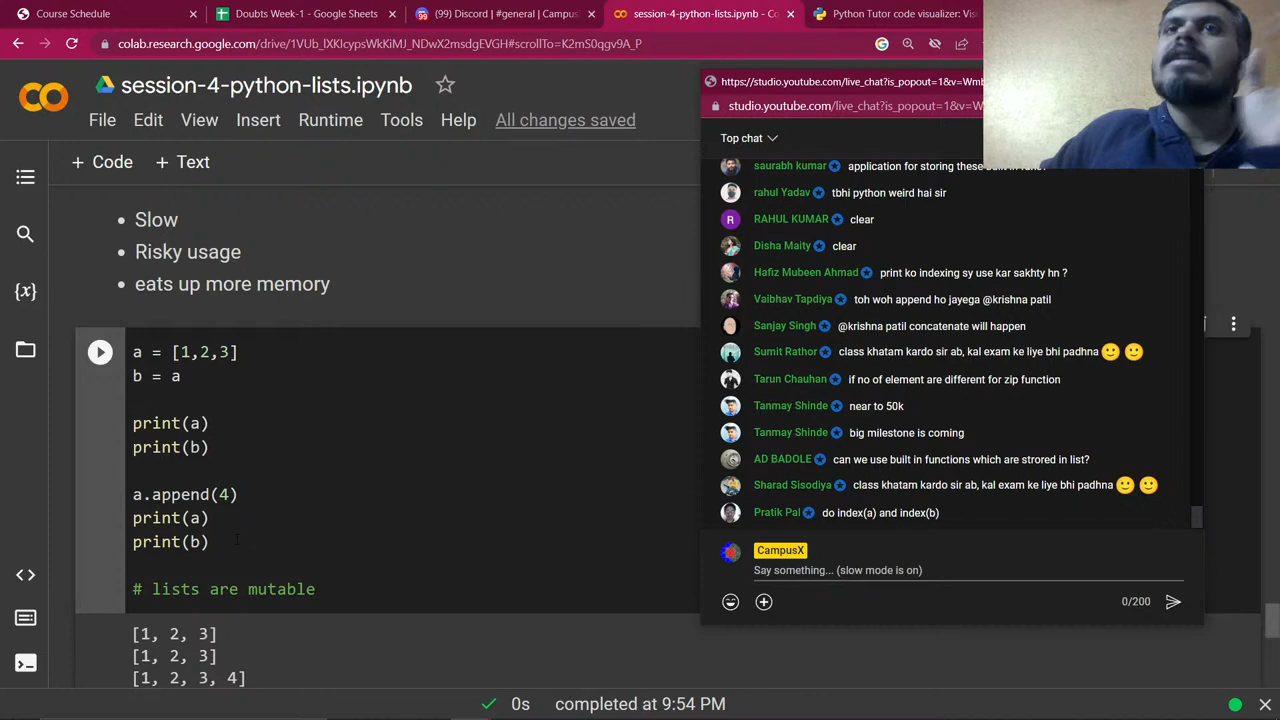 Course Schedule
Doubts Week-1 - Google Sheets
(99) Discord | #general | Campus
session-4-python-lists.ipynb - Co
Python Tutor code visualizer: Vis
colab.research.google.com/drive/1VUb_lXKIcypsWkKiMJ_NDwX2msdgEVGH#scrollTo=K2mS0qgv9A_P
session-4-python-lists.ipynb
File Edit View Insert Runtime Tools Help All changes saved
+ Code + Text
Slow
Risky usage
eats up more memory
a = [1,2,3]
b = a
print(a)
print(b)
a.append(4)
print(a)
print(b)
# lists are mutable
[1, 2, 3]
[1, 2, 3]
[1, 2, 3, 4]
0s completed at 9:54 PM
https://studio.youtube.com/live_chat?is_popout=1&v=Wm
studio.youtube.com/live_chat?is_popout=1&v=W
Top chat
saurabh kumar application for storing these
rahul Yadav tbhi python weird hai sir
R RAHUL KUMAR clear
Disha Maity clear
Hafiz Mubeen Ahmad print ko indexing sy use kar sakhty hn ?
Vaibhav Tapdiya toh woh append ho jayega @krishna patil
Sanjay Singh @krishna patil concatenate will happen
Sumit Rathor class khatam kardo sir ab, kal exam ke liye bhi padhna
Tarun Chauhan if no of element are different for zip function
Tanmay Shinde near to 50k
Tanmay Shinde big milestone is coming
AD BADOLE can we use built in functions which are strored in list?
Sharad Sisodiya class khatam kardo sir ab, kal exam ke liye bhi padhna
Pratik Pal do index(a) and index(b)
CampusX
Say something... (slow mode is on)
0/200